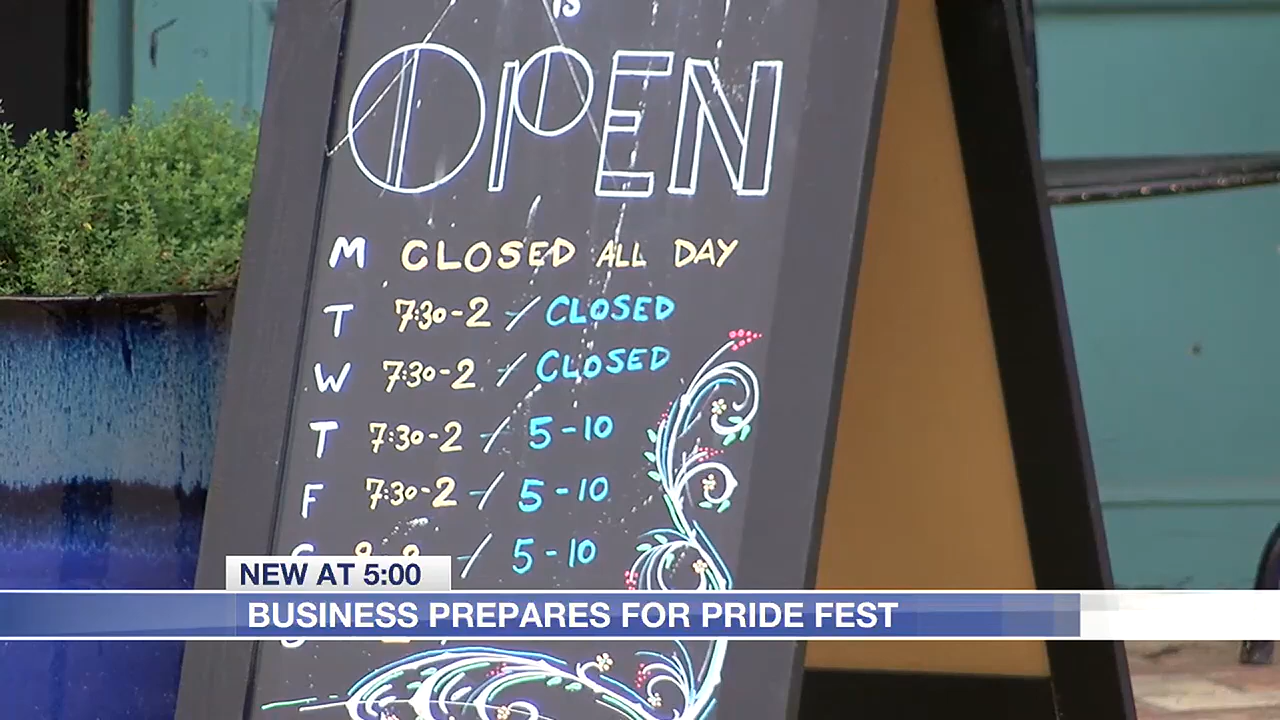 is
OPEN
M CLOSED ALL DAY
T 7:30-2 / CLOSED
W 7:30-2 / CLOSED
T 7:30-2 / 5-10
F 7:30-2 / 5-10
/ 5-10
NEW AT 5:00
BUSINESS PREPARES FOR PRIDE FEST